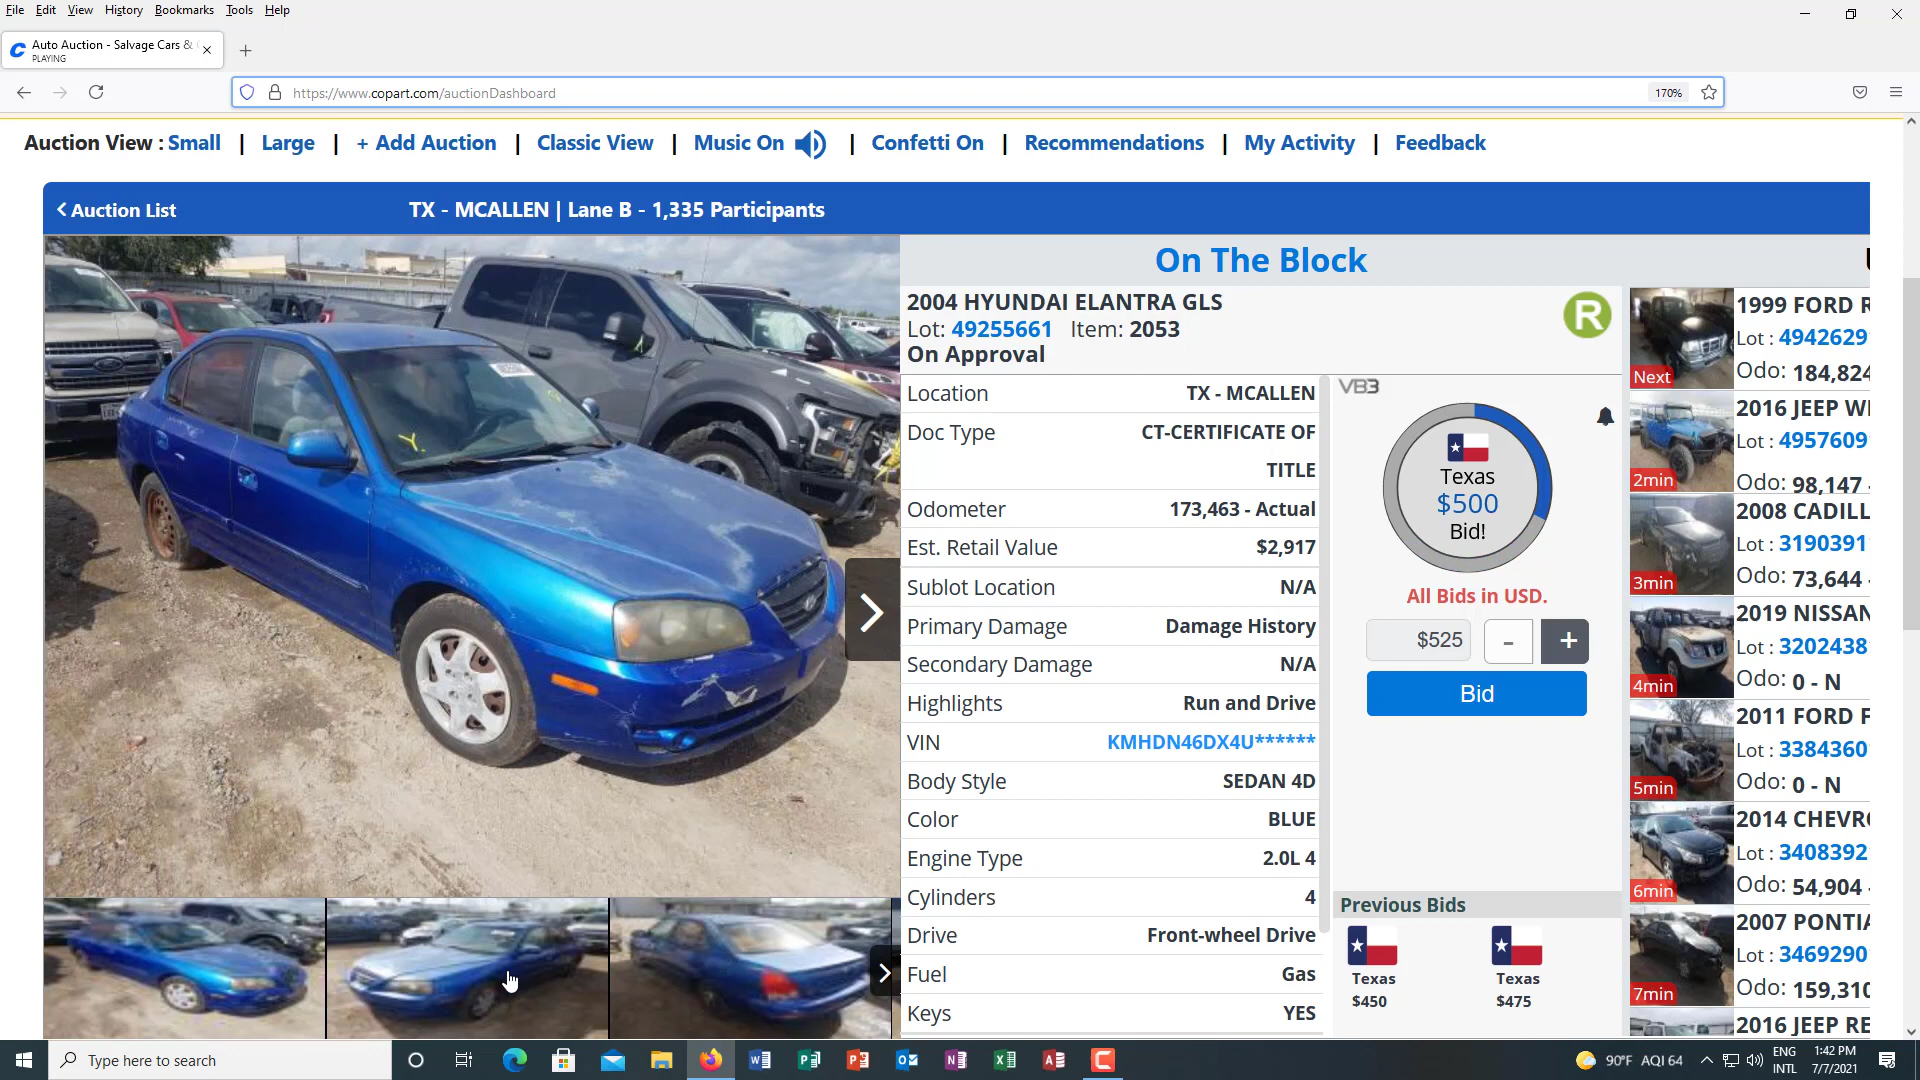 File Edit View History Bookmarks Tools Help
Auto Auction - Salvage Cars &
PLAYING
https://www.copart.com/auctionDashboard
170%
Auction View : Small | Large | + Add Auction | Classic View | Music On | Confetti On | Recommendations | My Activity | Feedback
Auction List
TX - MCALLEN | Lane B - 1,335 Participants
On The Block
2004 HYUNDAI ELANTRA GLS
Lot: 49255661 Item: 2053
On Approval
R
Location TX - MCALLEN
Doc Type CT-CERTIFICATE OF
TITLE
Odometer 173,463 - Actual
Est. Retail Value $2,917
Sublot Location N/A
Primary Damage Damage History
Secondary Damage N/A
Highlights Run and Drive
VIN KMHDN46DX4U******
Body Style SEDAN 4D
Color BLUE
Engine Type 2.0L 4
Cylinders 4
Drive Front-wheel Drive
Fuel Gas
Keys YES
VB3
Texas
$500
Bid!
All Bids in USD.
$525 - +
Bid
Previous Bids
Texas
$450
Texas
$475
1999 FORD R
Lot : 4942629
Odo: 184,824
Next
2016 JEEP WI
Lot : 4957609
Odo: 98,147 -
2min
2008 CADILL
Lot : 3190391
Odo: 73,644 -
3min
2019 NISSAN
Lot : 3202438
Odo: 0 - N
4min
2011 FORD F
Lot : 3384360
Odo: 0 - N
5min
2014 CHEVRO
Lot : 3408392
Odo: 54,904 -
6min
2007 PONTIA
Lot : 3469290
Odo: 159,310
7min
2016 JEEP RE
Type here to search
90°F AQI 64
ENG
INTL
1:42 PM
7/7/2021